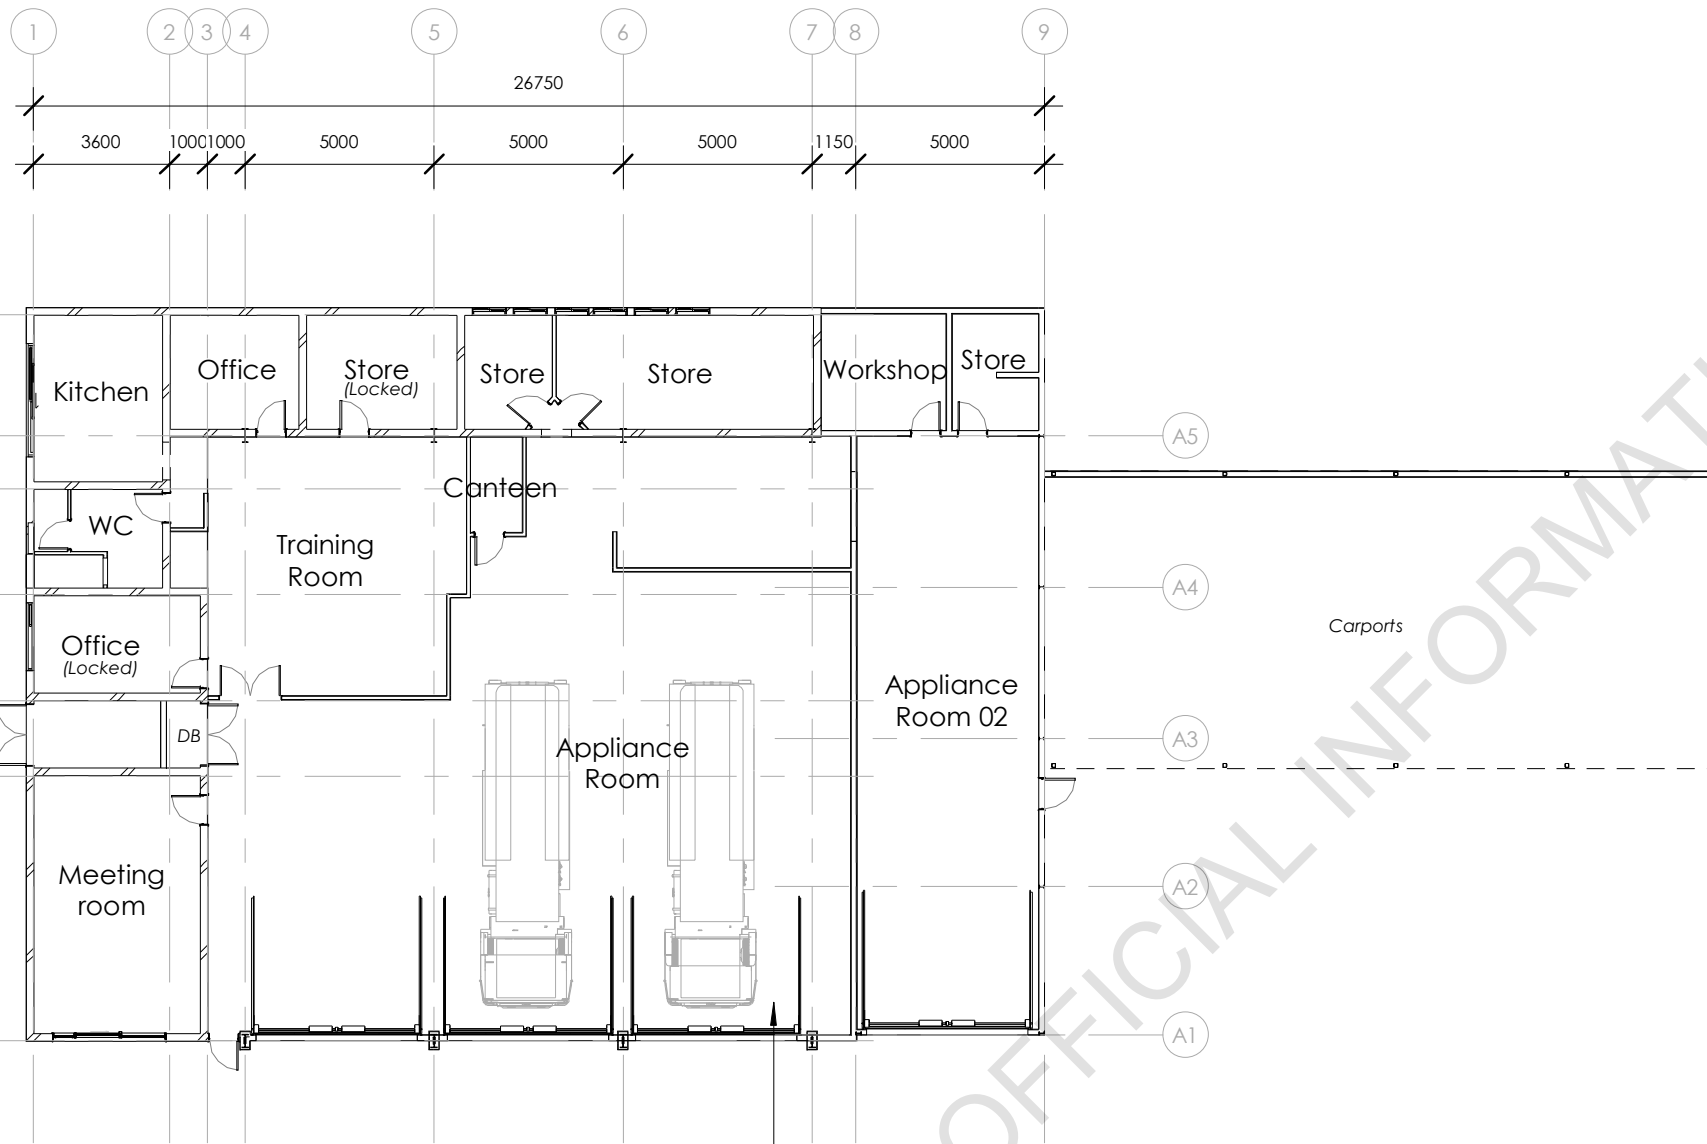 1 2 3 4 5 6 7 8 9
26750
3600 1000 1000 5000 5000 5000 1150 5000
Kitchen
Office
Store
(Locked)
Store
Store
Workshop
Store
A5
WC
Canteen
Training
Room
A4
Carports
Office
(Locked)
Appliance
Room 02
DB
Appliance
Room
A3
Meeting
room
A2
A1
OFFICIAL INFORMAT